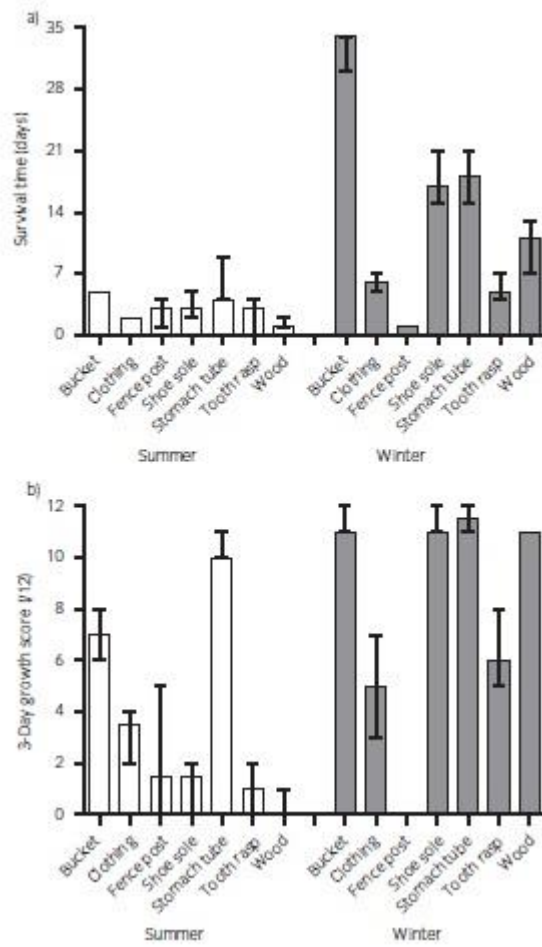 a)
Survival time (days)
35
28
21
14
7
0
Bucket
Clothing
Fence post
Shoe sole
Stomach tube
Tooth rasp
Wood
Bucket
Clothing
Fence post
Shoe sole
Stomach tube
Tooth rasp
Wood
Summer
Winter
b)
3-Day growth score (/12)
12
10
8
6
4
2
0
Bucket
Clothing
Fence post
Shoe sole
Stomach tube
Tooth rasp
Wood
Bucket
Clothing
Fence post
Shoe sole
Stomach tube
Tooth rasp
Wood
Summer
Winter